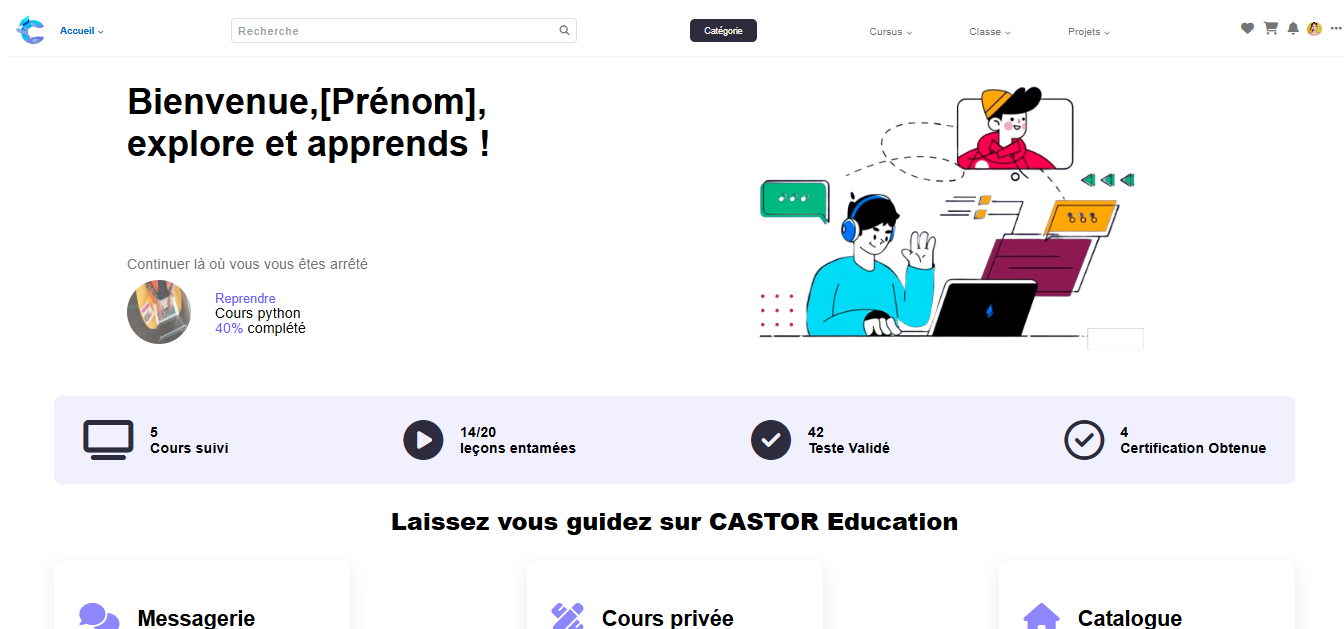 Accueil
Recherche
Catégorie
Cursus
Classe
Projets
Bienvenue,[Prénom],
explore et apprends !
Continuer là où vous vous êtes arrêté
Reprendre
Cours python
40% complété
5
Cours suivi
14/20
leçons entamées
42
Teste Validé
4
Certification Obtenue
Laissez vous guidez sur CASTOR Education
Messagerie
Cours privée
Catalogue